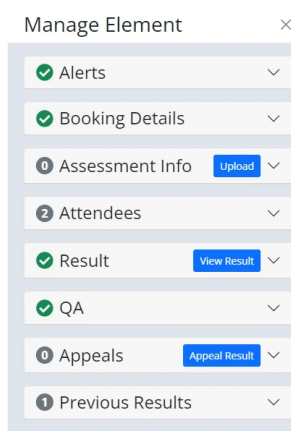 Manage Element
Alerts
Booking Details
0 Assessment Info Upload
2 Attendees
Result View Result
QA
0 Appeals Appeal Result
1 Previous Results